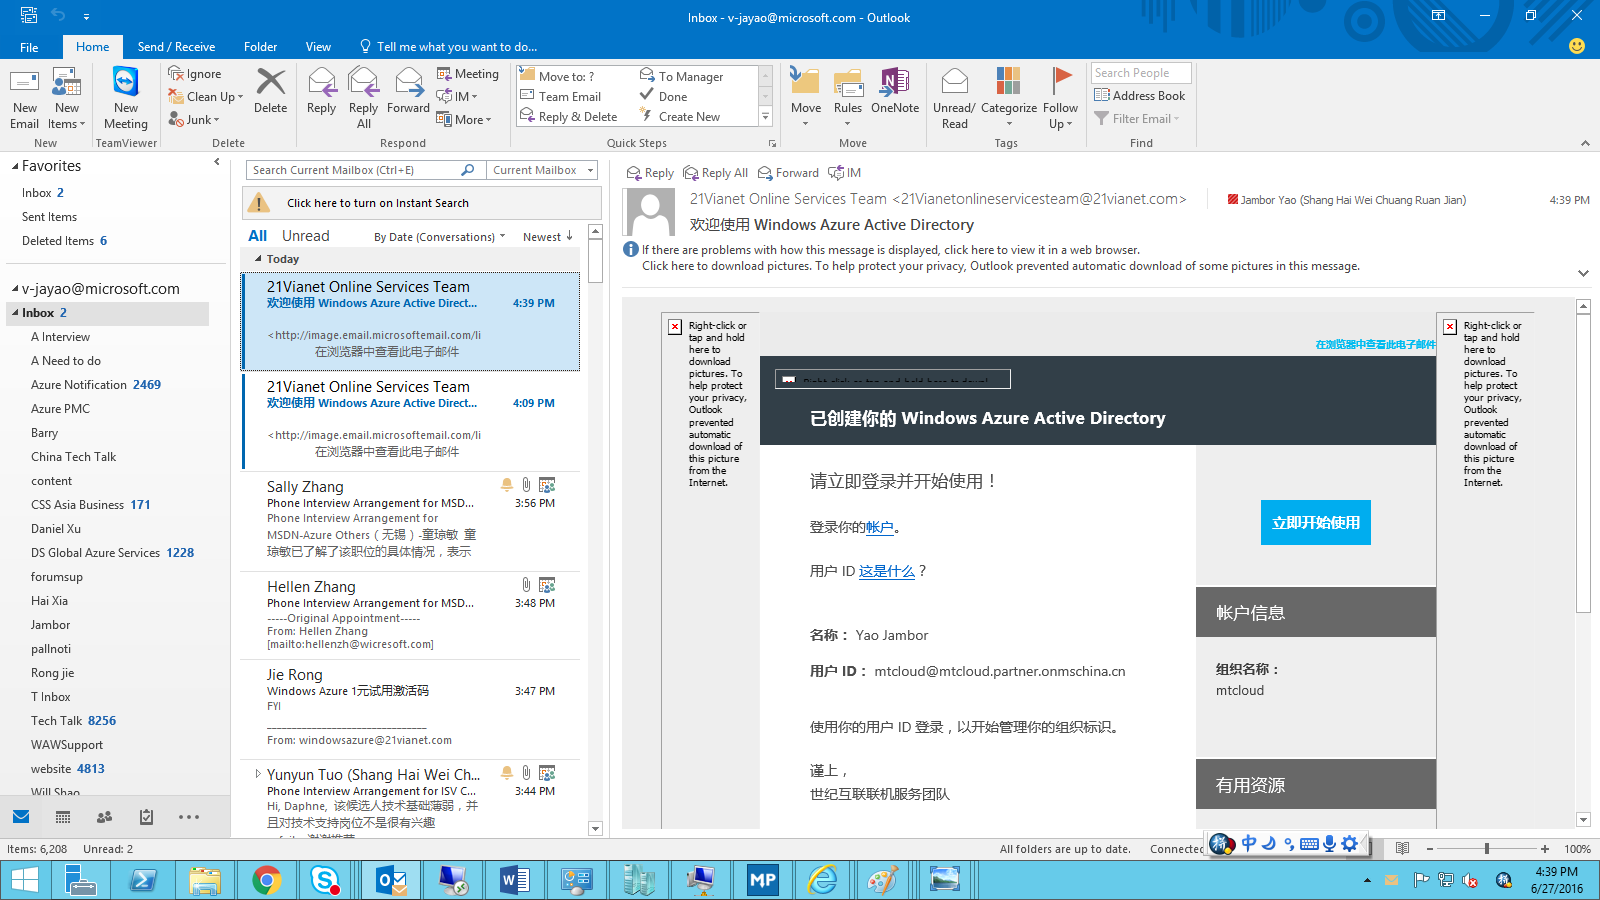 Inbox - v-jayao@microsoft.com - Outlook
File
Home
Send / Receive
Folder
View
Tell me what you want to do...
New Email
New Items
New
New Meeting
TeamViewer
Ignore
Clean Up
Junk
Delete
Delete
Reply
Reply All
Forward
Meeting
IM
More
Respond
Move to: ?
Team Email
Reply & Delete
To Manager
Done
Create New
Quick Steps
Move
Rules
OneNote
Move
Unread/ Read
Categorize
Follow Up
Tags
Search People
Address Book
Filter Email
Find
Favorites
Inbox 2
Sent Items
Deleted Items 6
v-jayao@microsoft.com
Inbox 2
A Interview
A Need to do
Azure Notification 2469
Azure PMC
Barry
China Tech Talk
content
CSS Asia Business 171
Daniel Xu
DS Global Azure Services 1228
forumsup
Hai Xia
Jambor
pallnoti
Rong jie
T Inbox
Tech Talk 8256
WAWSupport
website 4813
Will Shao
Search Current Mailbox (Ctrl+E)
Current Mailbox
Click here to turn on Instant Search
All
Unread
By Date (Conversations)
Newest
Today
21Vianet Online Services Team
欢迎使用 Windows Azure Active Direct... 4:39 PM
<http://image.email.microsoftemail.com/li
在浏览器中查看此电子邮件
21Vianet Online Services Team
欢迎使用 Windows Azure Active Direct... 4:09 PM
<http://image.email.microsoftemail.com/li
在浏览器中查看此电子邮件
Sally Zhang
Phone Interview Arrangement for MSD... 3:56 PM
Phone Interview Arrangement for
MSDN-Azure Others（无锡）-童琼敏 童
琼敏已了解了该职位的具体情况，表示
Hellen Zhang
Phone Interview Arrangement for MSD... 3:48 PM
-----Original Appointment-----
From: Hellen Zhang
[mailto:hellenzh@wicresoft.com]
Jie Rong
Windows Azure 1元试用激活码 3:47 PM
FYI
________________________________
From: windowsazure@21vianet.com
Yunyun Tuo (Shang Hai Wei Ch...
Phone Interview Arrangement for ISV C... 3:44 PM
Hi, Daphne, 该候选人技术基础薄弱，并
且对技术支持岗位不是很有兴趣
Reply
Reply All
Forward
IM
21Vianet Online Services Team <21Vianetonlineservicesteam@21vianet.com>
Jambor Yao (Shang Hai Wei Chuang Ruan Jian)
4:39 PM
欢迎使用 Windows Azure Active Directory
If there are problems with how this message is displayed, click here to view it in a web browser.
Click here to download pictures. To help protect your privacy, Outlook prevented automatic download of some pictures in this message.
Right-click or
tap and hold
here to
download
pictures. To
help protect
your privacy,
Outlook
prevented
automatic
download of
this picture
from the
Internet.
在浏览器中查看此电子邮件
已创建你的 Windows Azure Active Directory
请立即登录并开始使用！
登录你的帐户。
用户 ID 这是什么？
名称： Yao Jambor
用户 ID： mtcloud@mtcloud.partner.onmschina.cn
使用你的用户 ID 登录，以开始管理你的组织标识。
谨上，
世纪互联联机服务团队
立即开始使用
帐户信息
组织名称：
mtcloud
有用资源
Right-click or
tap and hold
here to
download
pictures. To
help protect
your privacy,
Outlook
prevented
automatic
download of
this picture
from the
Internet.
Items: 6,208
Unread: 2
All folders are up to date.
Connected
中
100%
MP
4:39 PM
6/27/2016